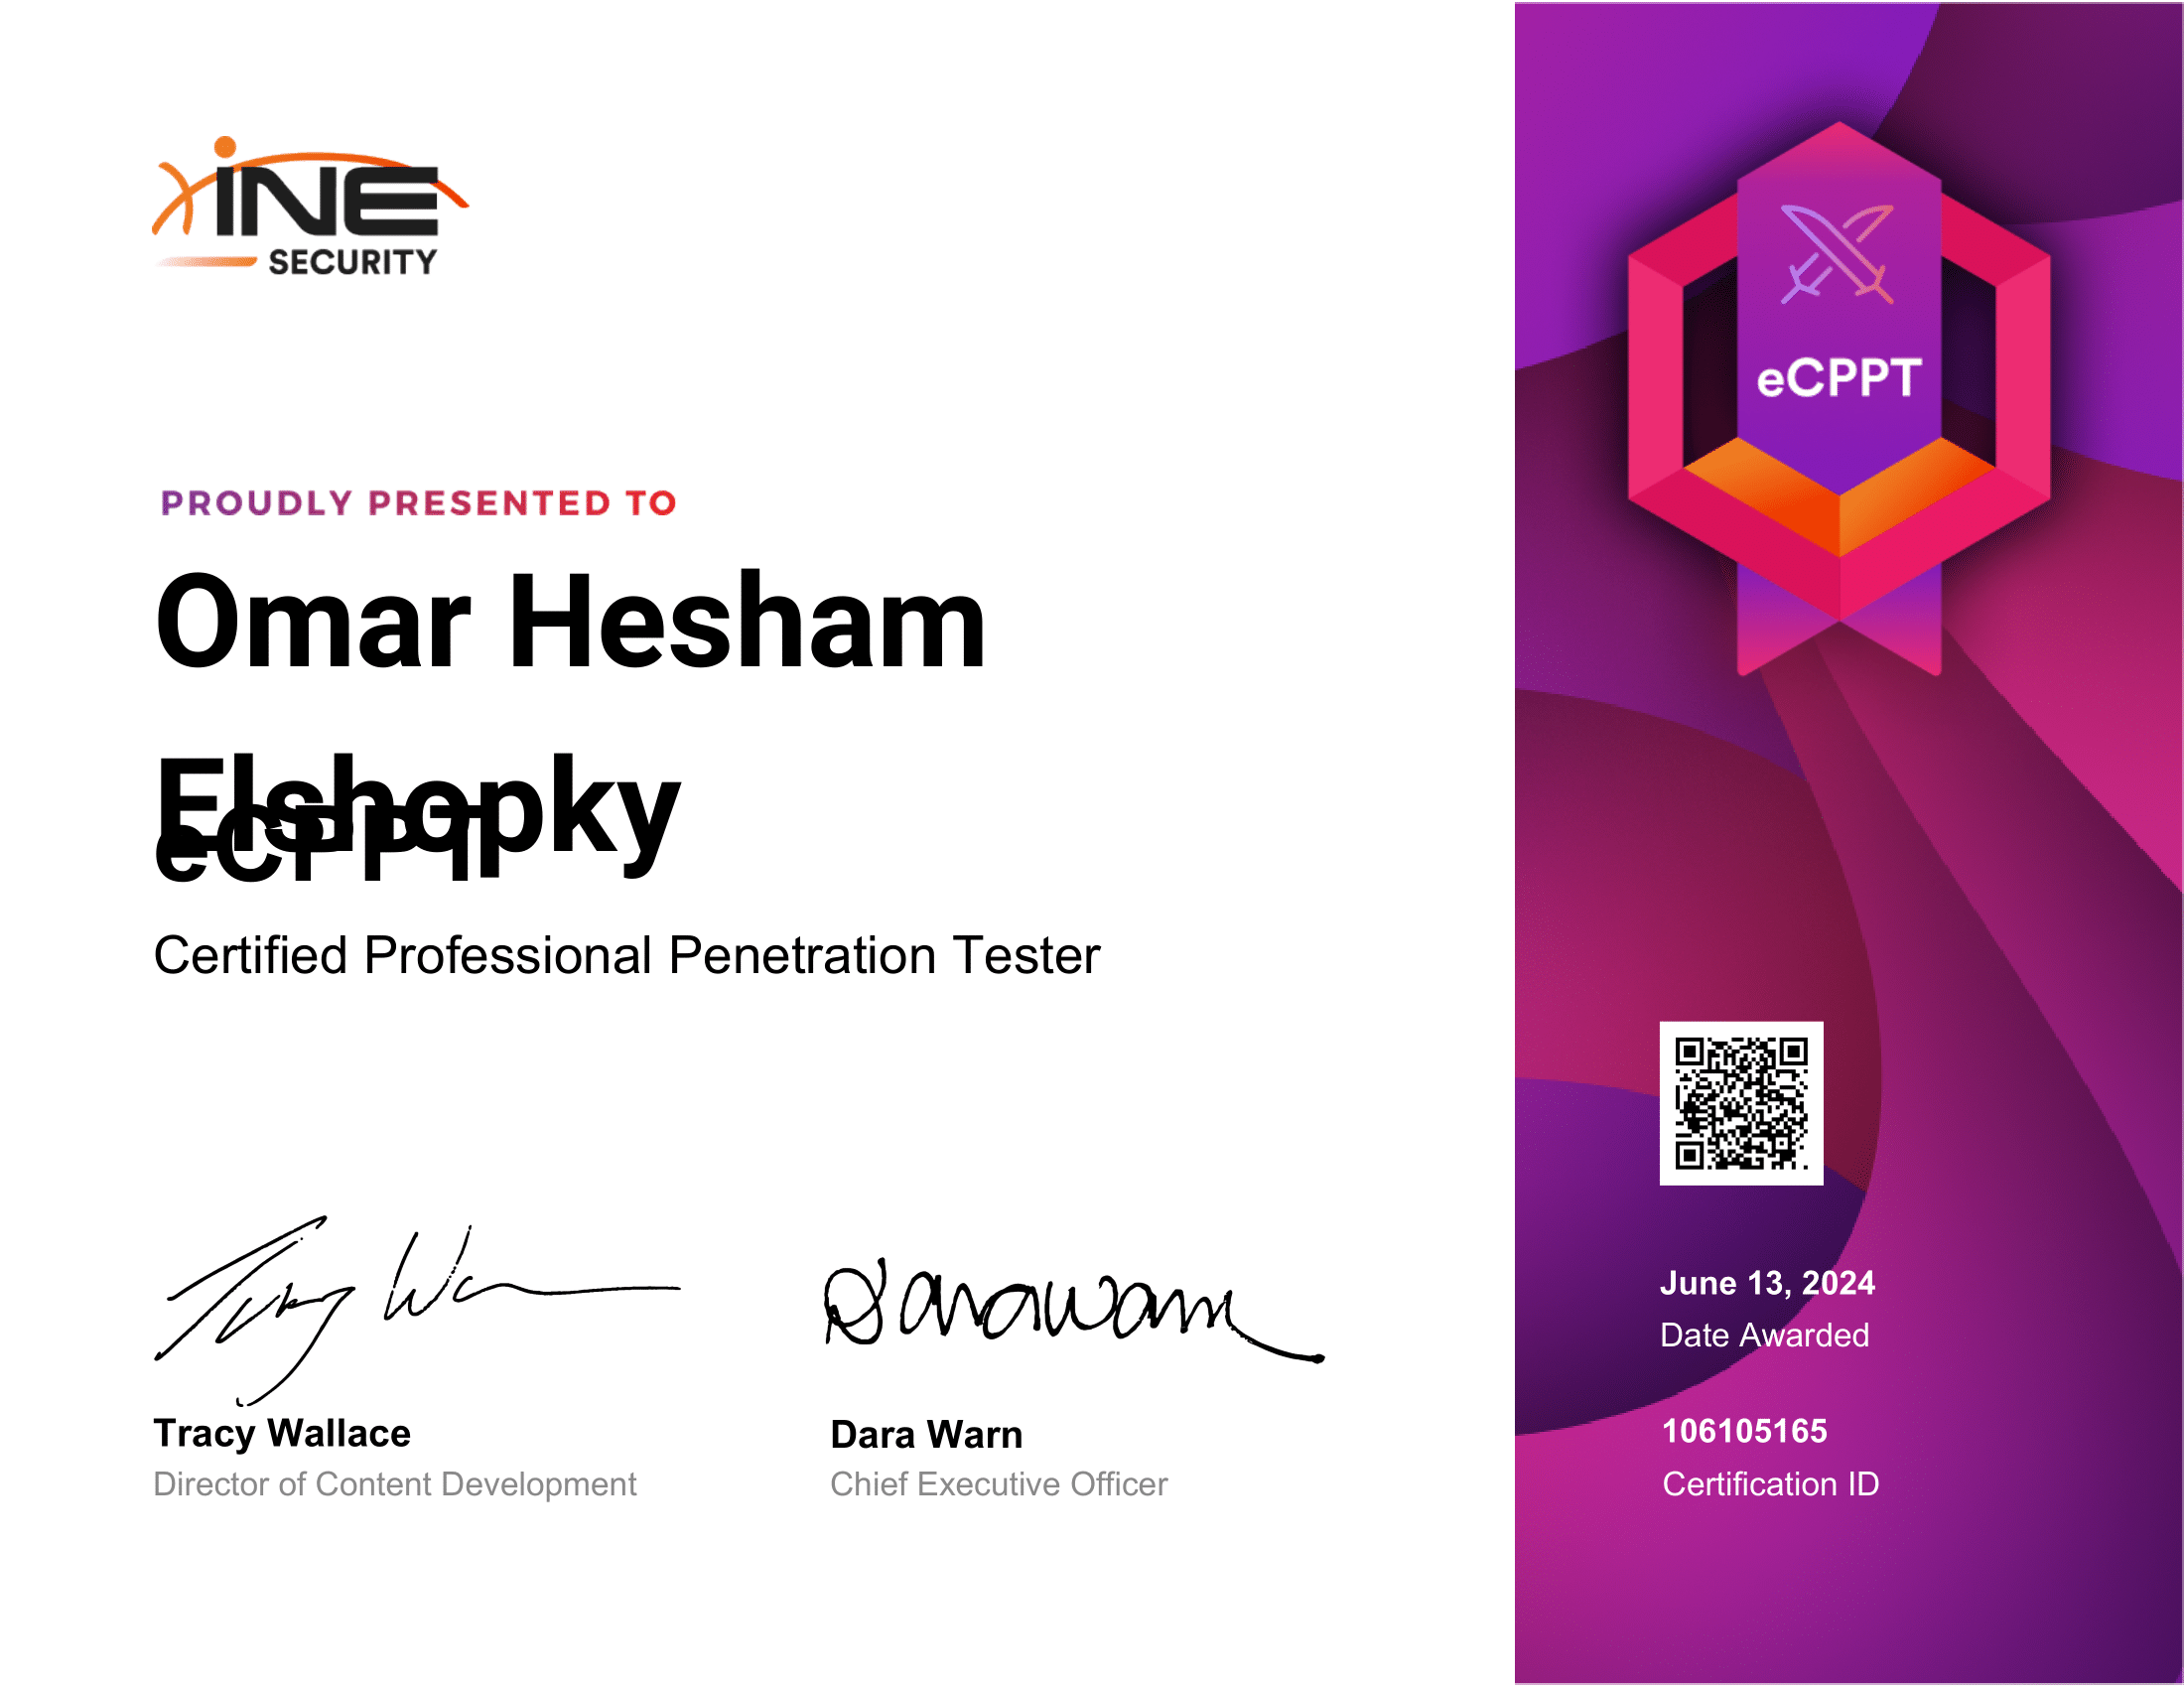 INE
SECURITY
PROUDLY PRESENTED TO
Omar Hesham
Elshopky
eCPPT
Certified Professional Penetration Tester
Tracy Wallace
Director of Content Development
Dara Warn
Chief Executive Officer
eCPPT
June 13, 2024
Date Awarded
106105165
Certification ID